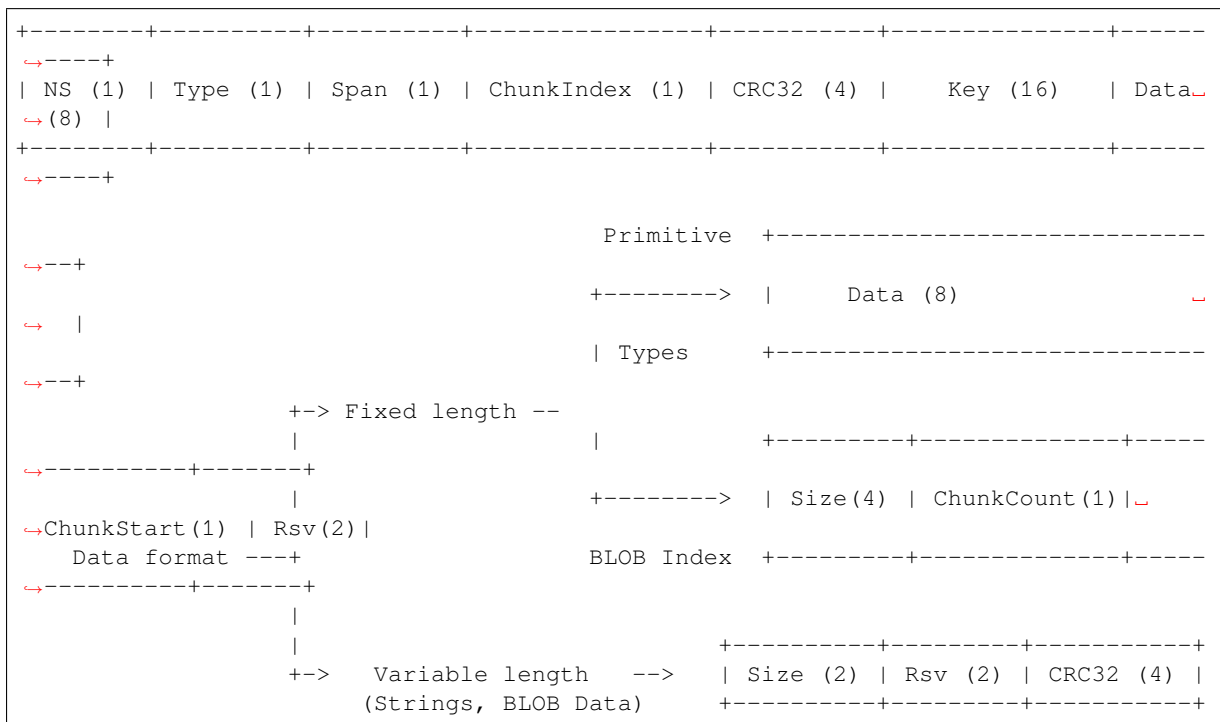 +--------+----------+----------+---------------+-----------+--------------+------
↪----+
| NS (1) | Type (1) | Span (1) | ChunkIndex (1) | CRC32 (4) |    Key (16)   | Data␣
↪(8) |
+--------+----------+----------+---------------+-----------+--------------+------
↪----+
                                      Primitive  +-----------------------------
↪--+
                                     +-------->  |     Data (8)               ␣
↪  |
                                     | Types     +-----------------------------
↪--+
                  +-> Fixed length --
                  |                  |           +---------+--------------+-----
↪----------+-------+
                  |                  +-------->  | Size(4) | ChunkCount(1)|␣
↪ChunkStart(1) | Rsv(2)|
    Data format ---+                 BLOB Index  +---------+--------------+-----
↪----------+-------+
                  |
                  |                           +----------+---------+-----------+
                  +->   Variable length   -->  | Size (2) | Rsv (2) | CRC32 (4) |
                       (Strings, BLOB Data)   +----------+---------+-----------+